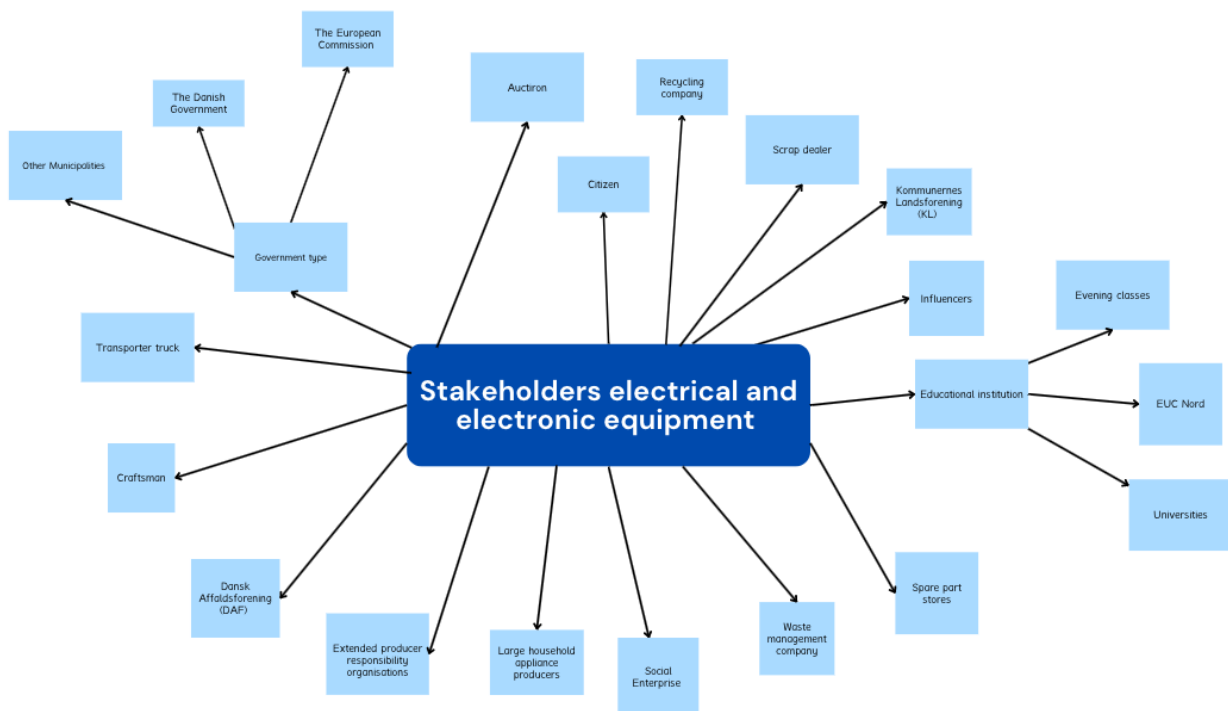 The European
Commission
Auctiron
Recycling
company
The Danish
Government
Scrap dealer
Other Municipalities
Citizen
Kommunernes
Landsforening
(KL)
Government type
Influencers
Evening classes
Transporter truck
Stakeholders electrical and
electronic equipment
Educational institution
EUC Nord
Craftsman
Universities
Dansk
Affaldsforening
(DAF)
Spare part
stores
Extended producer
responsibility
organisations
Large household
appliance
producers
Social
Enterprise
Waste
management
company